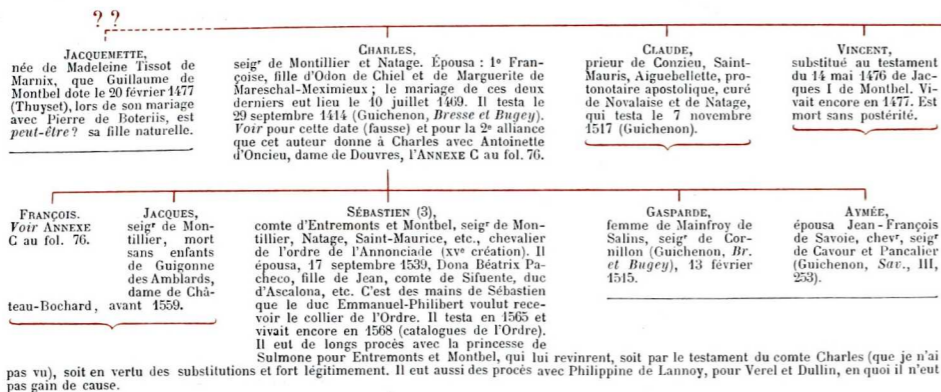 ? ?
JACQUEMETTE,
née de Madeleine Tissot de
Marnix, que Guillaume de
Montbel dote le 20 février 1477
(Thuyset), lors de son mariage
avec Pierre de Boteriis, est
peut-être ? sa fille naturelle.
CHARLES,
seigr de Montillier et Natage. Épousa : 1º Fran-
çoise, fille d'Odon de Chiel et de Marguerite de
Mareschal-Meximieux ; le mariage de ces deux
derniers eut lieu le 10 juillet 1469. Il testa le
29 septembre 1414 (Guichenon, Bresse et Bugey).
Voir pour cette date (fausse) et pour la 2e alliance
que cet auteur donne à Charles avec Antoinette
d'Oncieu, dame de Douvres, l'ANNEXE C au fol. 76.
CLAUDE,
prieur de Conzieu, Saint-
Mauris, Aiguebellette, pro-
tonotaire apostolique, curé
de Novalaise et de Natage,
qui testa le 7 novembre
1517 (Guichenon).
VINCENT,
substitué au testament
du 14 mai 1476 de Jac-
ques I de Montbel. Vi-
vait encore en 1477. Est
mort sans postérité.
FRANÇOIS.
Voir ANNEXE
C au fol. 76.
JACQUES,
seigr de Mon-
tillier, mort
sans enfants
de Guigonne
des Amblards,
dame de Châ-
teau-Bochard, avant 1559.
SÉBASTIEN (3),
comte d'Entremonts et Montbel, seigr de Mon-
tillier, Natage, Saint-Maurice, etc., chevalier
de l'ordre de l'Annonciade (xve création). Il
épousa, 17 septembre 1539, Dona Béatrix Pa-
checo, fille de Jean, comte de Sifuente, duc
d'Ascalona, etc. C'est des mains de Sébastien
que le duc Emmanuel-Philibert voulut rece-
voir le collier de l'Ordre. Il testa en 1565 et
vivait encore en 1568 (catalogues de l'Ordre).
Il eut de longs procès avec la princesse de
Sulmone pour Entremonts et Montbel, qui lui revinrent, soit par le testament du comte Charles (que je n'ai
pas vu), soit en vertu des substitutions et fort légitimement. Il eut aussi des procès avec Philippine de Lannoy, pour Verel et Dullin, en quoi il n'eut
pas gain de cause.
GASPARDE,
femme de Mainfroy de
Salins, seigr de Cor-
nillon (Guichenon, Br.
et Bugey), 13 février
1515.
AYMÉE,
épousa Jean-François
de Savoie, chevr, seigr
de Cavour et Pancalier
(Guichenon, Sav., III,
253).